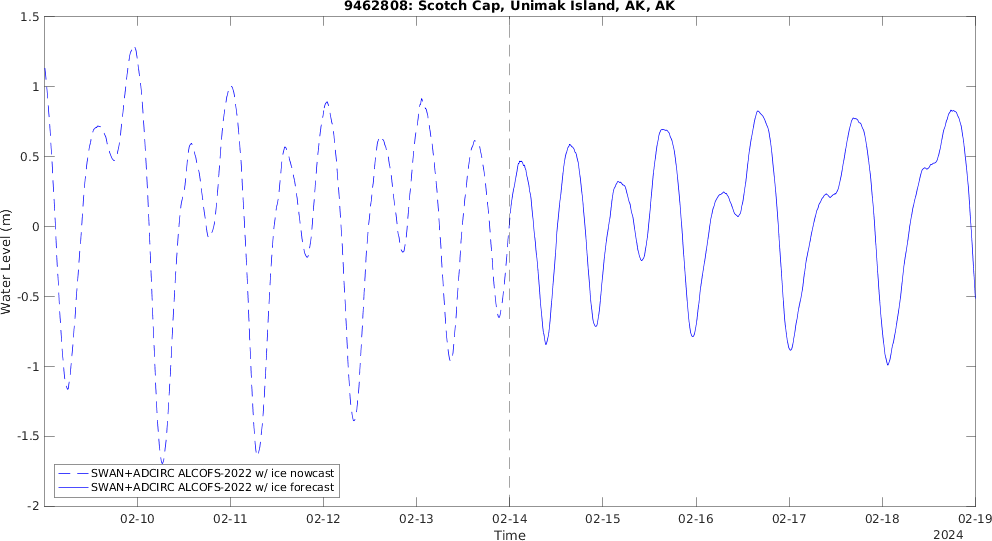 9462808: Scotch Cap, Unimak Island, AK, AK
1.5
1
0.5
0
-0.5
-1
-1.5
-2
Water Level (m)
SWAN+ADCIRC ALCOFS-2022 w/ ice nowcast
SWAN+ADCIRC ALCOFS-2022 w/ ice forecast
02-10 02-11 02-12 02-13 02-14 02-15 02-16 02-17 02-18 02-19
Time
2024